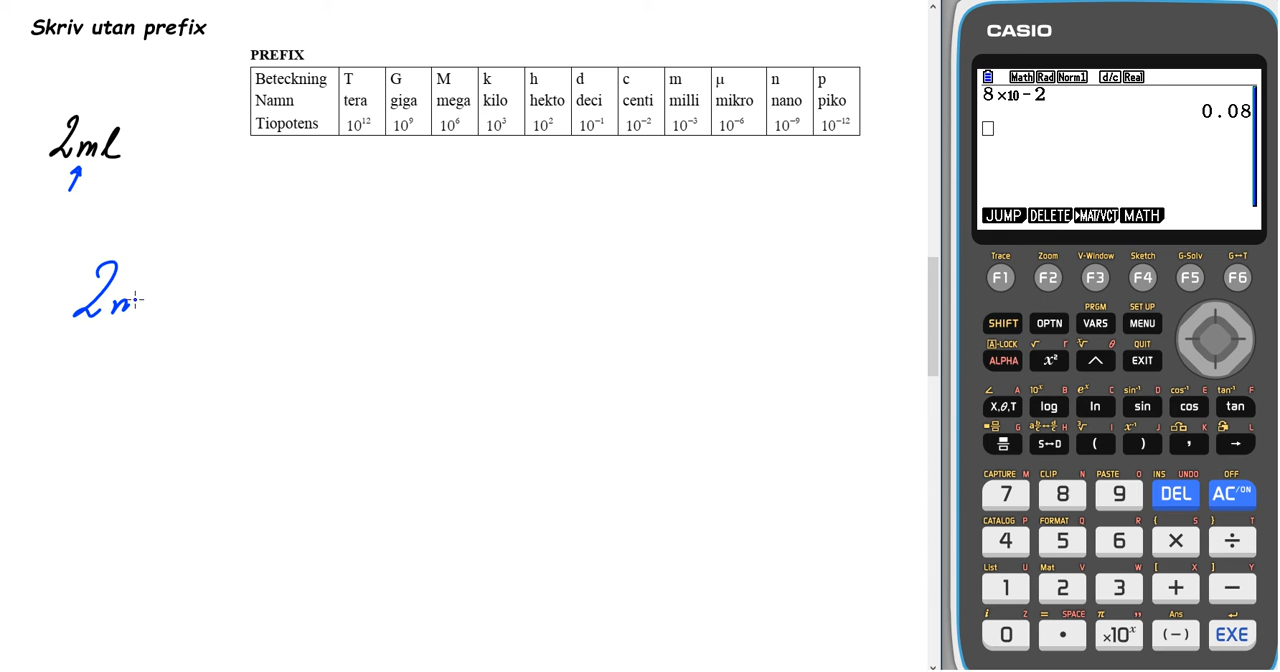 Skriv utan prefix
PREFIX
Beteckning T G M k h d c m μ n p
Namn tera giga mega kilo hekto deci centi milli mikro nano piko
Tiopotens 10¹² 10⁹ 10⁶ 10³ 10² 10⁻¹ 10⁻² 10⁻³ 10⁻⁶ 10⁻⁹ 10⁻¹²
2ml
2
CASIO
Math Rad Norm1 d/c Real
8×10-2
0.08
JUMP DELETE ▶MAT/VCT MATH
Trace Zoom V-Window Sketch G-Solv G↔T
F1 F2 F3 F4 F5 F6
PRGM SET UP
SHIFT OPTN VARS MENU
A-LOCK √ r ∛ θ QUIT
ALPHA x² ^ EXIT
∠ A 10ˣ B eˣ C sin⁻¹ D cos⁻¹ E tan⁻¹ F
X,θ,T log ln sin cos tan
G H I x⁻¹ J K L
S↔D ( ) , →
CAPTURE M CLIP N PASTE O INS UNDO OFF
7 8 9 DEL AC/ON
CATALOG P FORMAT Q R { S } T
4 5 6 × ÷
List U Mat V W [ X ] Y
1 2 3 + −
i Z = SPACE π " Ans
0 . ×10ˣ (−) EXE